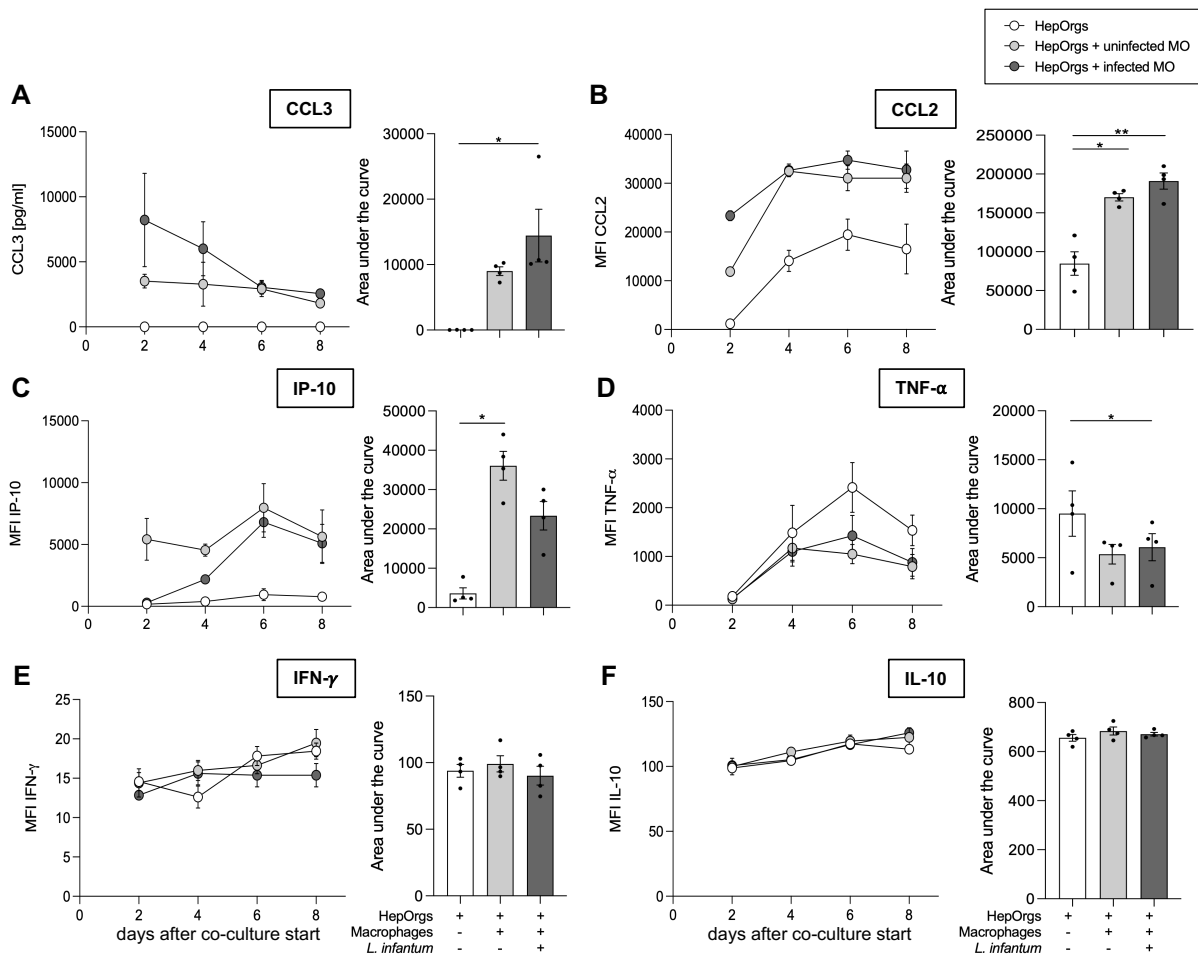 HepOrgs
HepOrgs + uninfected MO
HepOrgs + infected MO
A
CCL3
15000
10000
5000
0
CCL3 [pg/ml]
0 2 4 6 8
30000
20000
10000
0
Area under the curve
*
B
CCL2
40000
30000
20000
10000
0
MFI CCL2
0 2 4 6 8
250000
200000
150000
100000
50000
0
Area under the curve
**
*
C
IP-10
15000
10000
5000
0
MFI IP-10
0 2 4 6 8
50000
40000
30000
20000
10000
0
Area under the curve
*
D
TNF-α
4000
3000
2000
1000
0
MFI TNF-α
0 2 4 6 8
20000
15000
10000
5000
0
Area under the curve
*
E
IFN-γ
25
20
15
10
5
0
MFI IFN-γ
0 2 4 6 8
days after co-culture start
150
100
50
0
Area under the curve
HepOrgs + + +
Macrophages - + +
L. infantum - - +
F
IL-10
150
100
50
0
MFI IL-10
0 2 4 6 8
days after co-culture start
800
600
400
200
0
Area under the curve
HepOrgs + + +
Macrophages - + +
L. infantum - - +